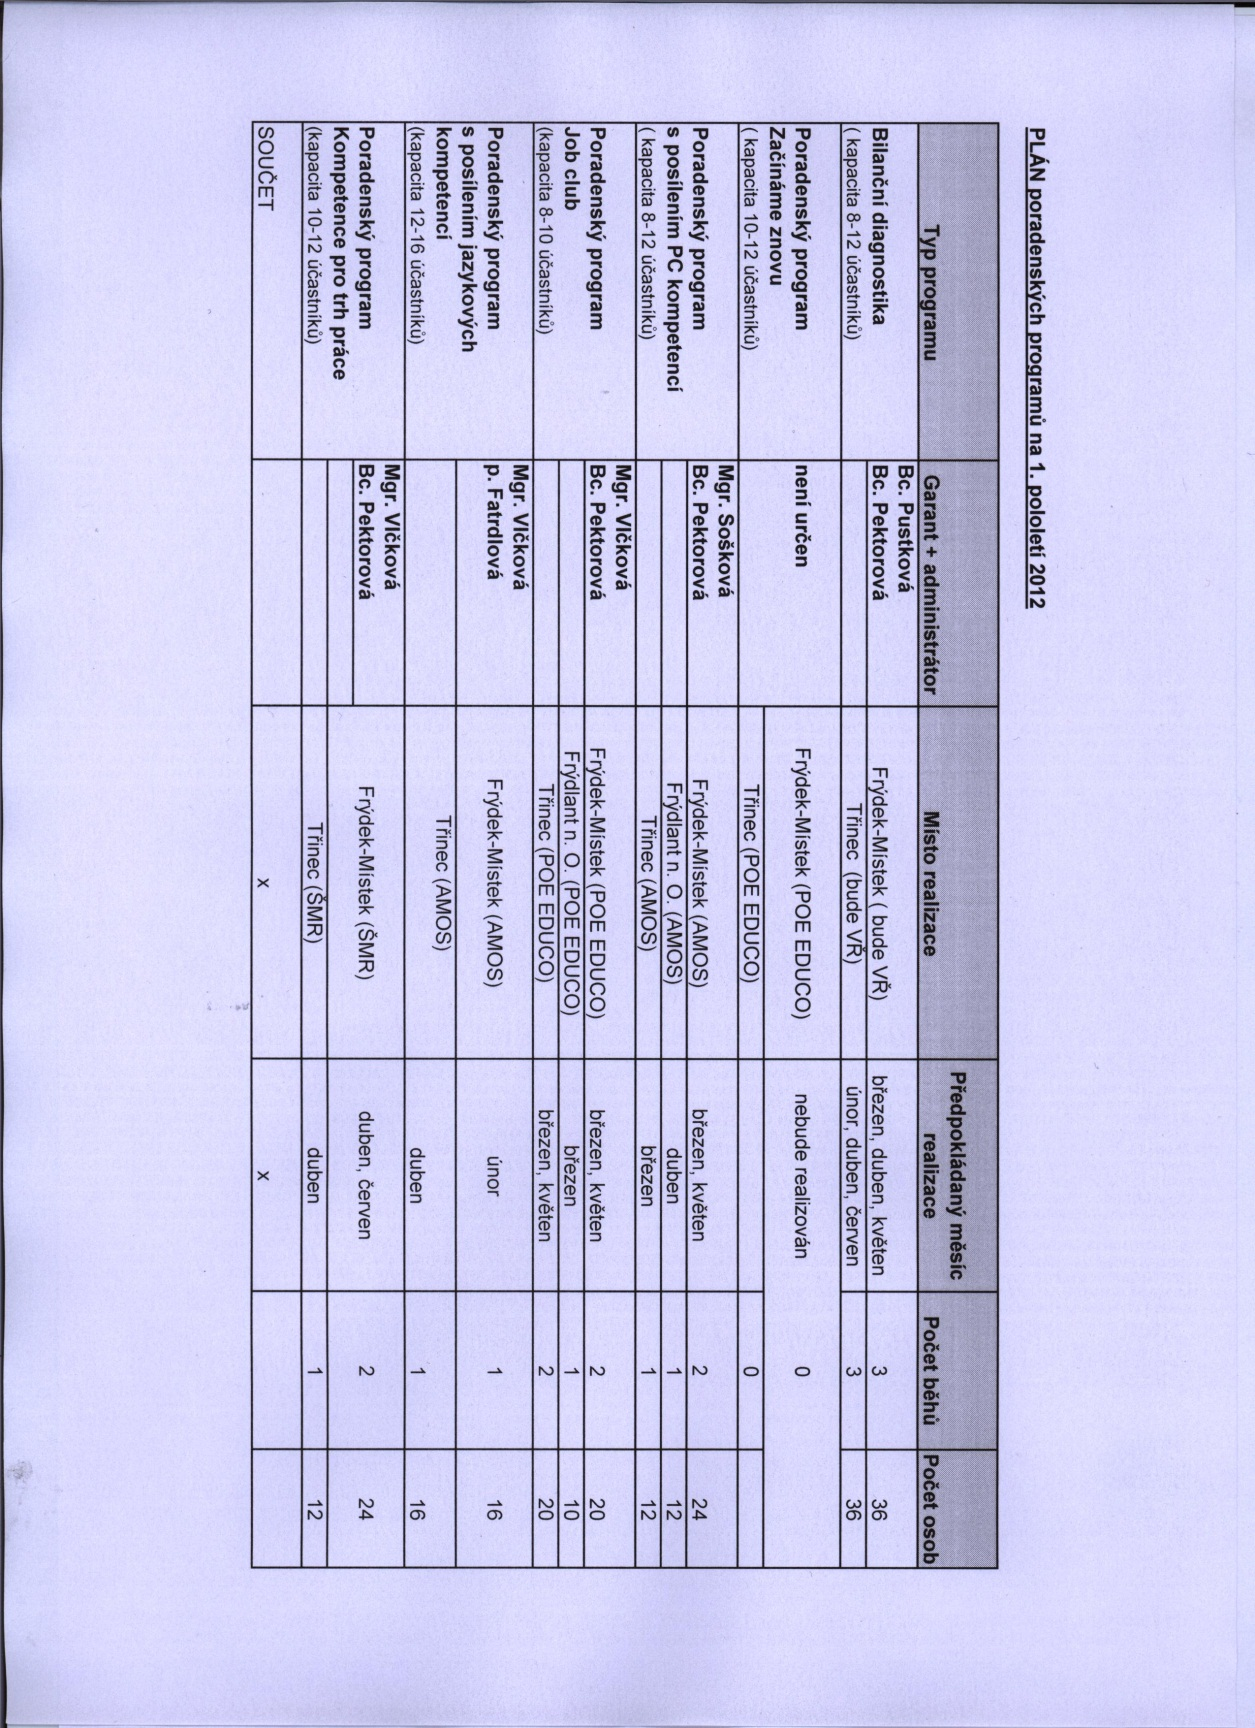 PLÁN poradenských programů na 1. pololetí 2012
Typ programu Garant + administrátor Místo realizace Předpokládaný měsíc realizace Počet běhů Počet osob
Bc. Pustková
Bilanční diagnostika Bc. Pektorová Frýdek-Místek ( bude VŘ) březen, duben, květen 3 36
( kapacita 8-12 účastníků) Třinec (bude VŘ) únor, duben, červen 3 36
Poradenský program není určen Frýdek-Místek (POE EDUCO) nebude realizován 0
Začínáme znovu
( kapacita 10-12 účastníků) Třinec (POE EDUCO) 0
Mgr. Sošková
Poradenský program Bc. Pektorová Frýdek-Místek (AMOS) březen, květen 2 24
s posílením PC kompetencí Frýdlant n. O. (AMOS) duben 1 12
( kapacita 8-12 účastníků) Třinec (AMOS) březen 1 12
Mgr. Vlčková
Poradenský program Bc. Pektorová Frýdek-Místek (POE EDUCO) březen, květen 2 20
Job club Frýdlant n. O. (POE EDUCO) březen 1 10
(kapacita 8-10 účastníků) Třinec (POE EDUCO) březen, květen 2 20
Mgr. Vlčková
Poradenský program p. Fatrdlová Frýdek-Místek (AMOS) únor 1 16
s posílením jazykových
kompetencí Třinec (AMOS)
(kapacita 12-16 účastníků) duben 1 16
Mgr. Vlčková
Poradenský program Bc. Pektorová Frýdek-Místek (ŠMR) duben, červen 2 24
Kompetence pro trh práce
(kapacita 10-12 účastníků) Třinec (ŠMR) duben 1 12
SOUČET x x